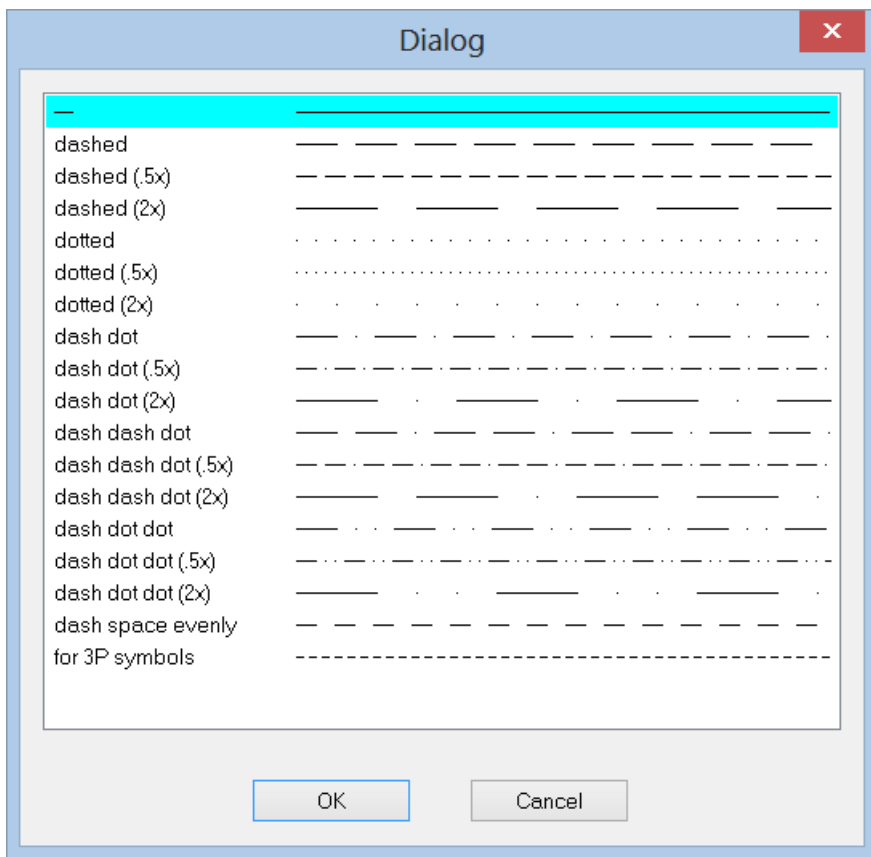 Dialog
—
dashed
dashed (.5x)
dashed (2x)
dotted
dotted (.5x)
dotted (2x)
dash dot
dash dot (.5x)
dash dot (2x)
dash dash dot
dash dash dot (.5x)
dash dash dot (2x)
dash dot dot
dash dot dot (.5x)
dash dot dot (2x)
dash space evenly
for 3P symbols
OK Cancel